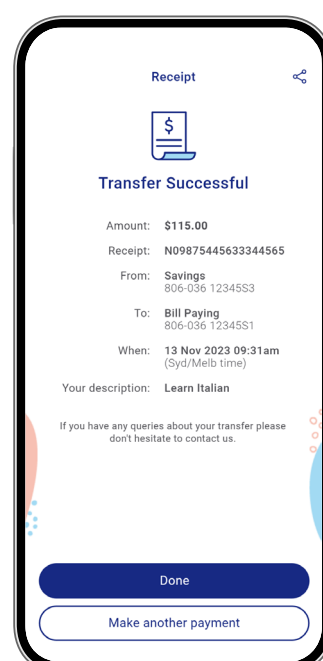 Receipt
$
Transfer Successful
Amount: $115.00
Receipt: N09875445633344565
From: Savings
806-036 12345S3
To: Bill Paying
806-036 12345S1
When: 13 Nov 2023 09:31am
(Syd/Melb time)
Your description: Learn Italian
If you have any queries about your transfer please
don't hesitate to contact us.
Done
Make another payment